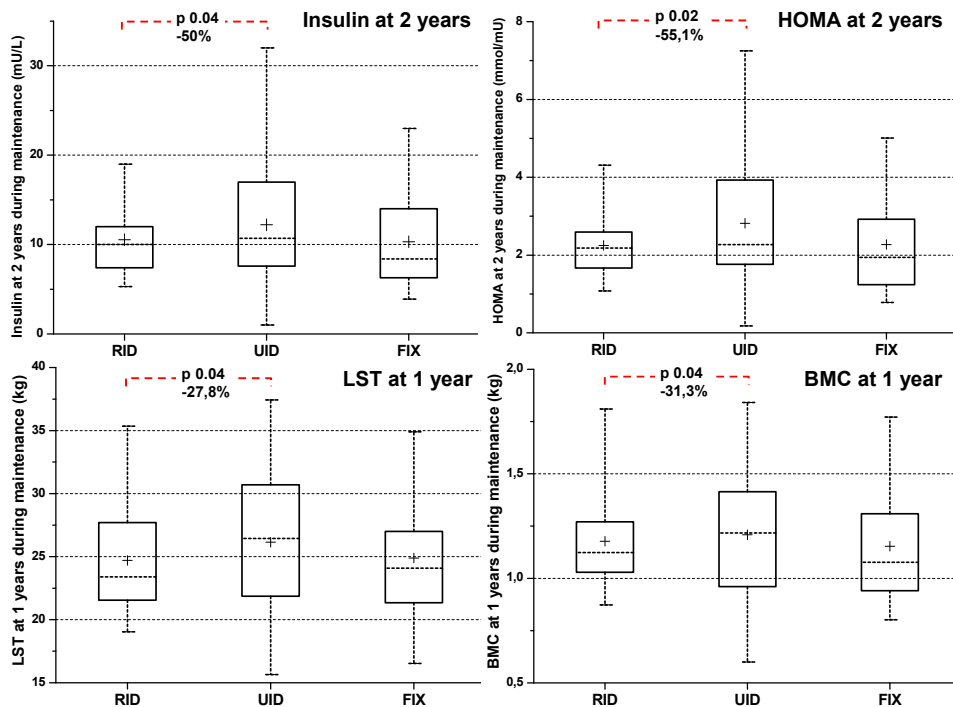 Insulin at 2 years
p 0.04
-50%
Insulin at 2 years during maintenance (mU/L)
30
20
10
0
RID
UID
FIX
HOMA at 2 years
p 0.02
-55,1%
HOMA at 2 years during maintenance (mmol/mU)
8
6
4
2
0
RID
UID
FIX
LST at 1 year
p 0.04
-27,8%
LST at 1 years during maintenance (kg)
40
35
30
25
20
15
RID
UID
FIX
BMC at 1 year
p 0.04
-31,3%
BMC at 1 years during maintenance (kg)
2,0
1,5
1,0
0,5
RID
UID
FIX